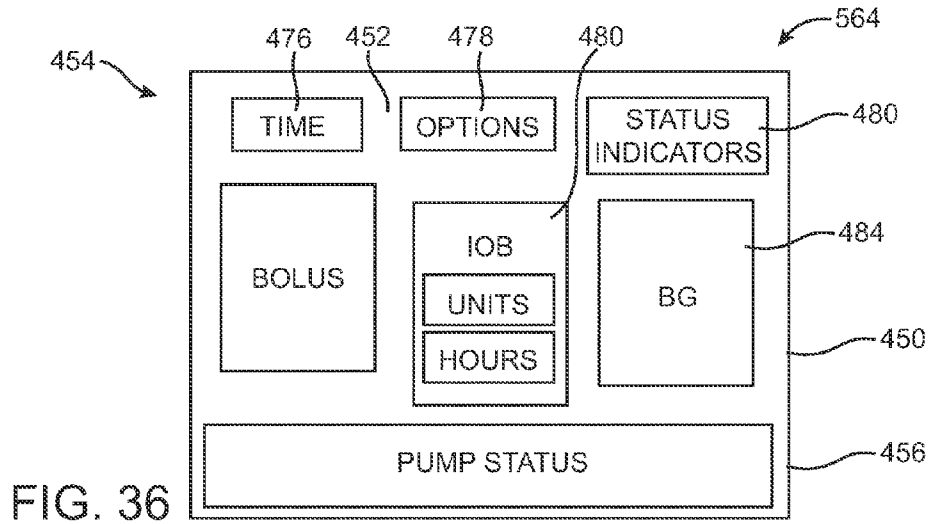 564
476
452
478
480
454
TIME
OPTIONS
STATUS
INDICATORS
480
BOLUS
IOB
UNITS
HOURS
BG
484
450
PUMP STATUS
456
FIG. 36